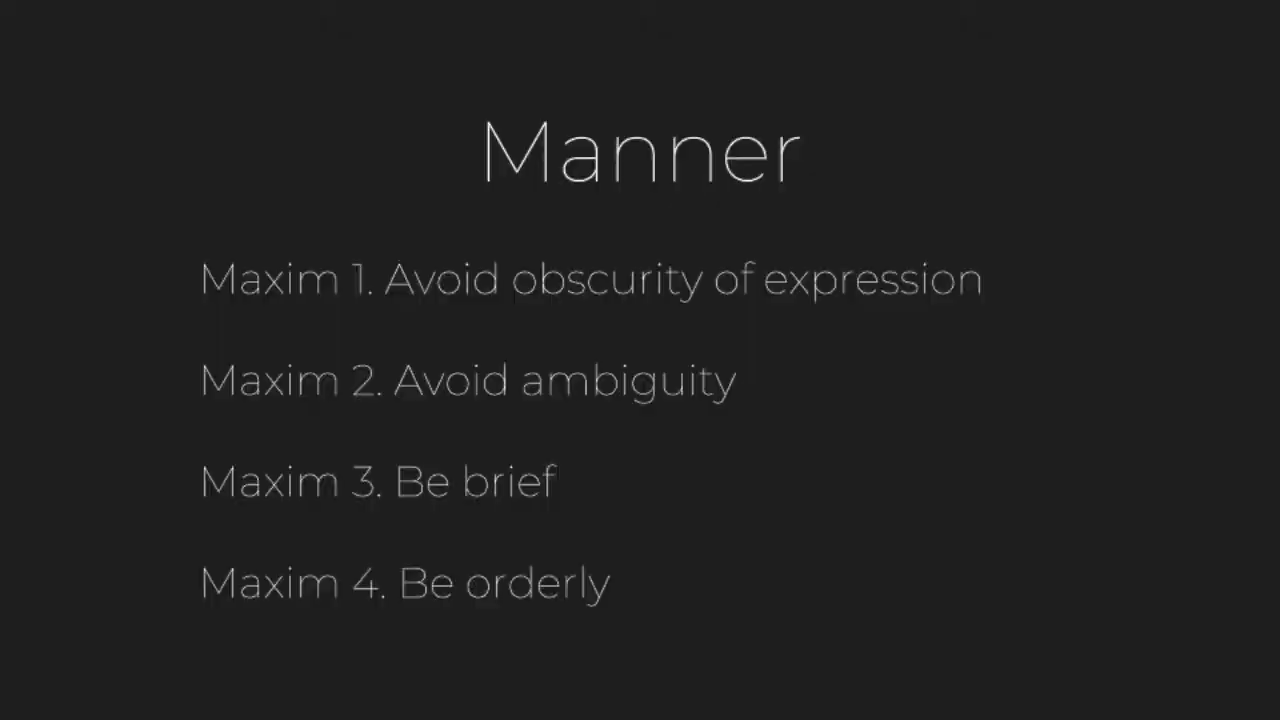 Manner
Maxim 1. Avoid obscurity of expression
Maxim 2. Avoid ambiguity
Maxim 3. Be brief
Maxim 4. Be orderly